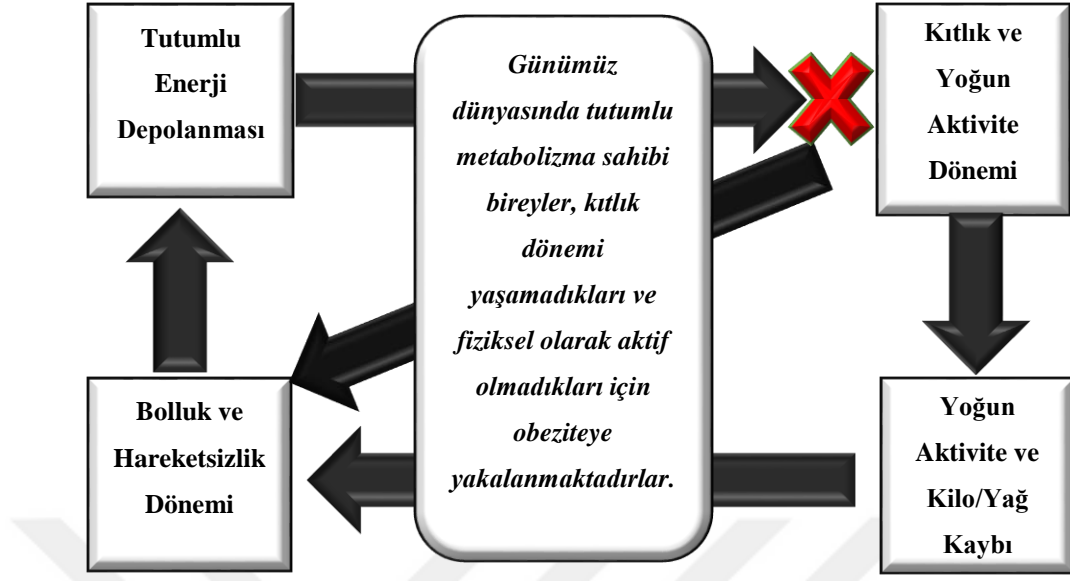 Tutumlu
Enerji
Depolanması
Günümüz
dünyasında tutumlu
metabolizma sahibi
bireyler, kıtlık
dönemi
yaşamadıkları ve
fiziksel olarak aktif
olmadıkları için
obeziteye
yakalanmaktadırlar.
Kıtlık ve
Yoğun
Aktivite
Dönemi
Bolluk ve
Hareketsizlik
Dönemi
Yoğun
Aktivite ve
Kilo/Yağ
Kaybı